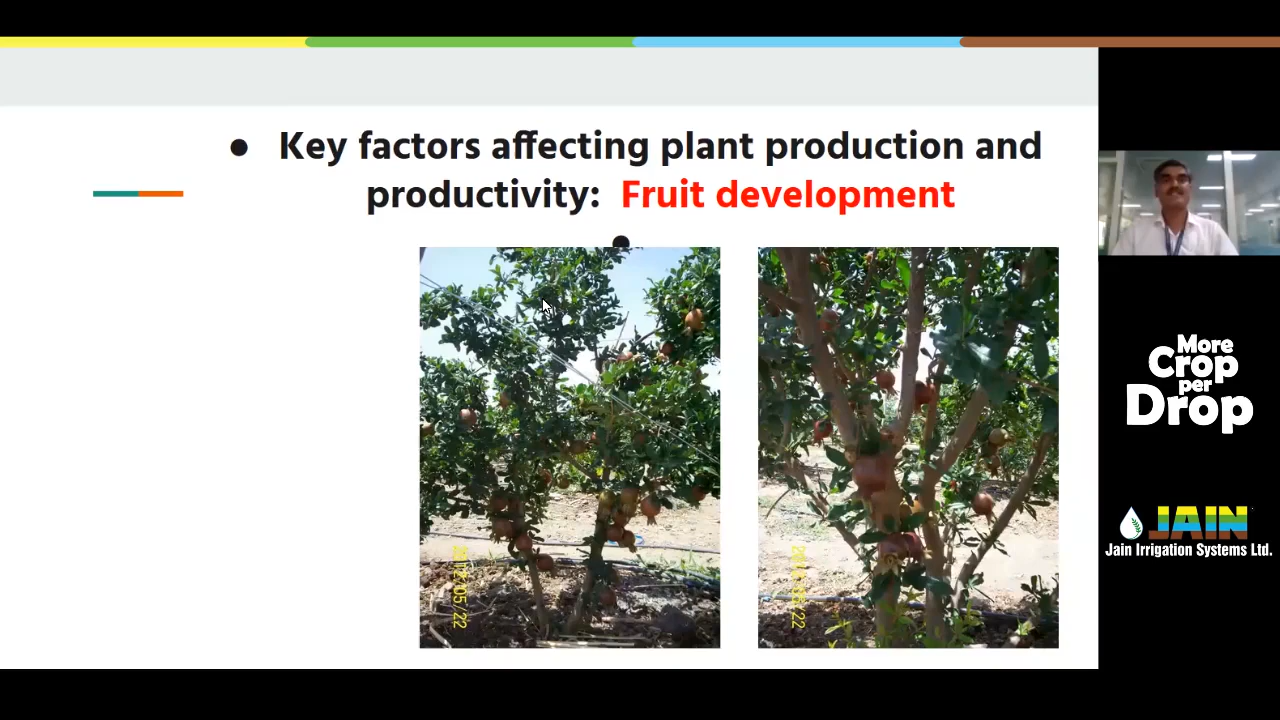 ● Key factors affecting plant production and
productivity: Fruit development
●
More
Crop
per
Drop
JAIN
Jain Irrigation Systems Ltd.